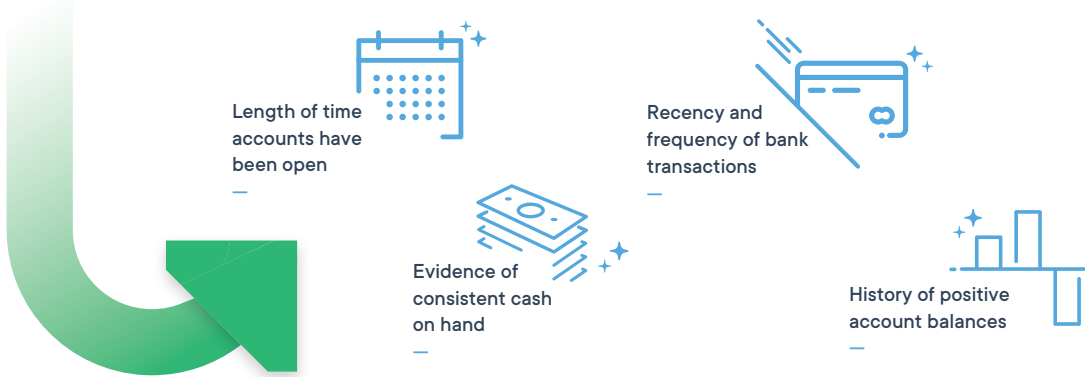 Length of time
accounts have
been open
Evidence of
consistent cash
on hand
Recency and
frequency of bank
transactions
History of positive
account balances